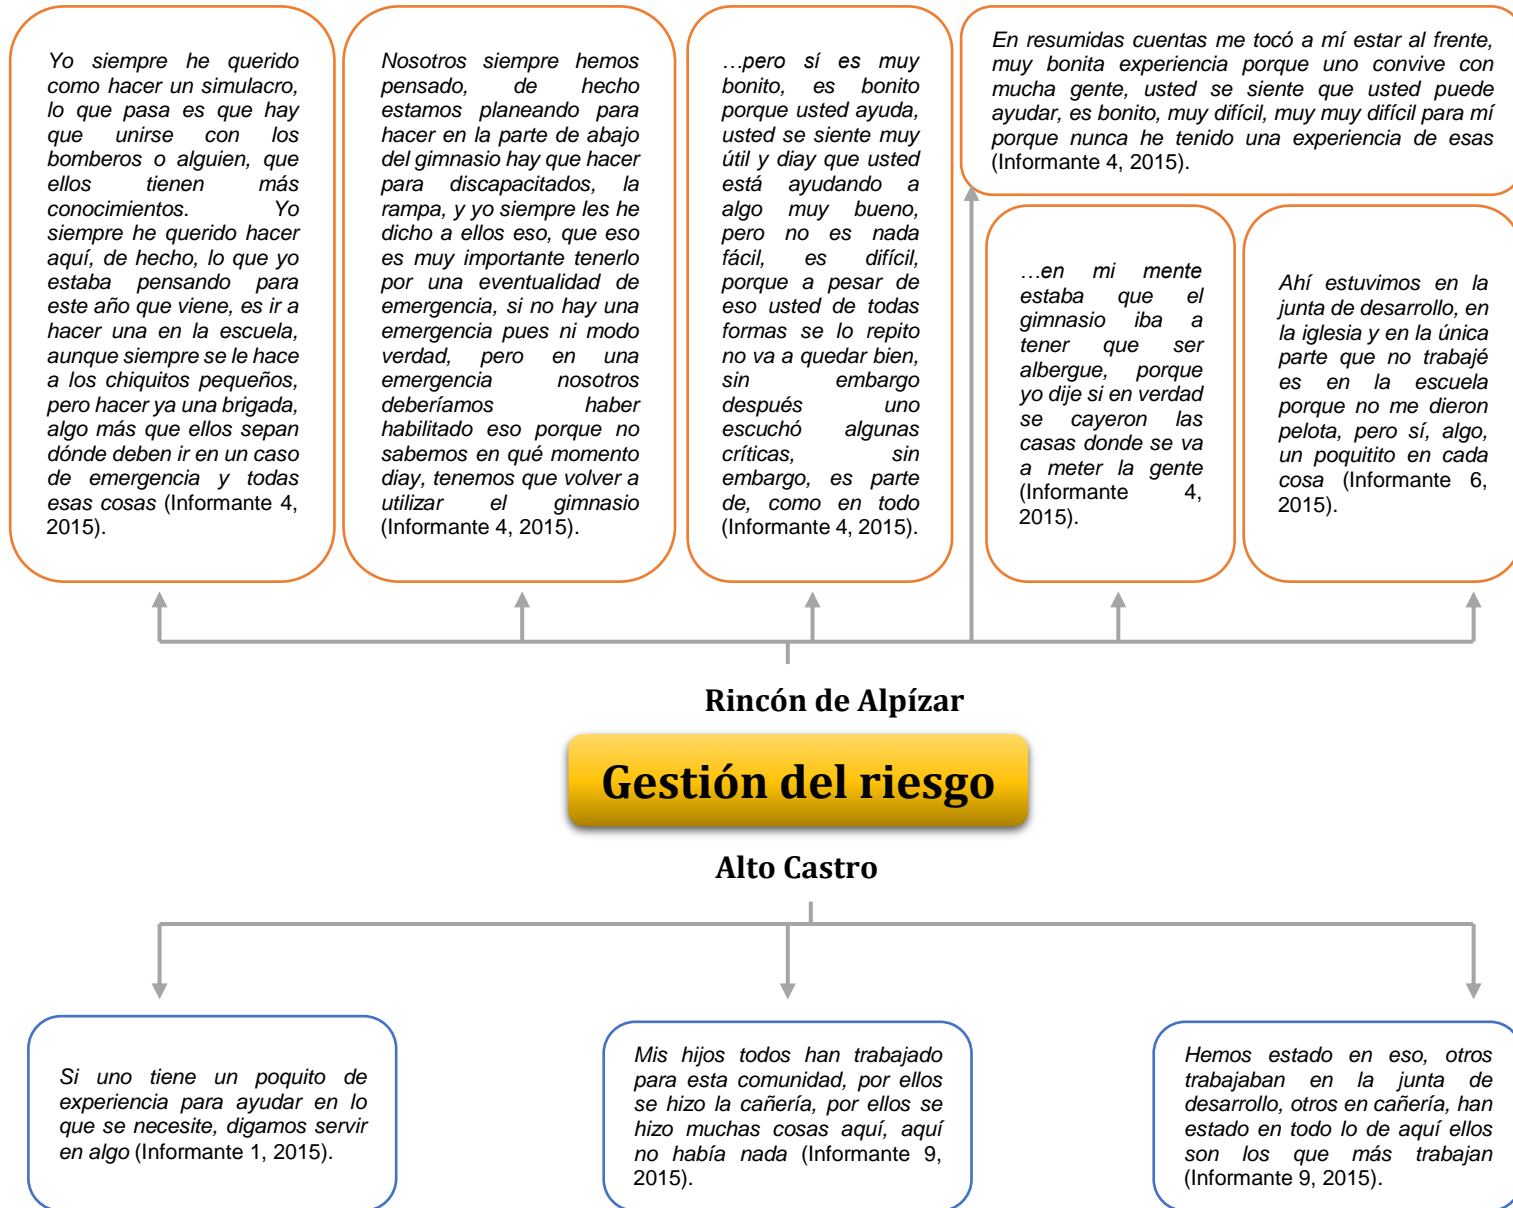 Yo siempre he querido
como hacer un simulacro,
lo que pasa es que hay
que unirse con los
bomberos o alguien, que
ellos tienen más
conocimientos. Yo
siempre he querido hacer
aquí, de hecho, lo que yo
estaba pensando para
este año que viene, es ir a
hacer una en la escuela,
aunque siempre se le hace
a los chiquitos pequeños,
pero hacer ya una brigada,
algo más que ellos sepan
dónde deben ir en un caso
de emergencia y todas
esas cosas (Informante 4,
2015).
Nosotros siempre hemos
pensado, de hecho
estamos planeando para
hacer en la parte de abajo
del gimnasio hay que hacer
para discapacitados, la
rampa, y yo siempre les he
dicho a ellos eso, que eso
es muy importante tenerlo
por una eventualidad de
emergencia, si no hay una
emergencia pues ni modo
verdad, pero en una
emergencia nosotros
deberíamos haber
habilitado eso porque no
sabemos en qué momento
diay, tenemos que volver a
utilizar el gimnasio
(Informante 4, 2015).
…pero sí es muy
bonito, es bonito
porque usted ayuda,
usted se siente muy
útil y diay que usted
está ayudando a
algo muy bueno,
pero no es nada
fácil, es difícil,
porque a pesar de
eso usted de todas
formas se lo repito
no va a quedar bien,
sin embargo
después uno
escuchó algunas
críticas, sin
embargo, es parte
de, como en todo
(Informante 4, 2015).
En resumidas cuentas me tocó a mí estar al frente,
muy bonita experiencia porque uno convive con
mucha gente, usted se siente que usted puede
ayudar, es bonito, muy difícil, muy muy difícil para mí
porque nunca he tenido una experiencia de esas
(Informante 4, 2015).
…en mi mente
estaba que el
gimnasio iba a
tener que ser
albergue, porque
yo dije si en verdad
se cayeron las
casas donde se va
a meter la gente
(Informante 4,
2015).
Ahí estuvimos en la
junta de desarrollo, en
la iglesia y en la única
parte que no trabajé
es en la escuela
porque no me dieron
pelota, pero sí, algo,
un poquitito en cada
cosa (Informante 6,
2015).
Rincón de Alpízar
Gestión del riesgo
Alto Castro
Si uno tiene un poquito de
experiencia para ayudar en lo
que se necesite, digamos servir
en algo (Informante 1, 2015).
Mis hijos todos han trabajado
para esta comunidad, por ellos
se hizo la cañería, por ellos se
hizo muchas cosas aquí, aquí
no había nada (Informante 9,
2015).
Hemos estado en eso, otros
trabajaban en la junta de
desarrollo, otros en cañería, han
estado en todo lo de aquí ellos
son los que más trabajan
(Informante 9, 2015).